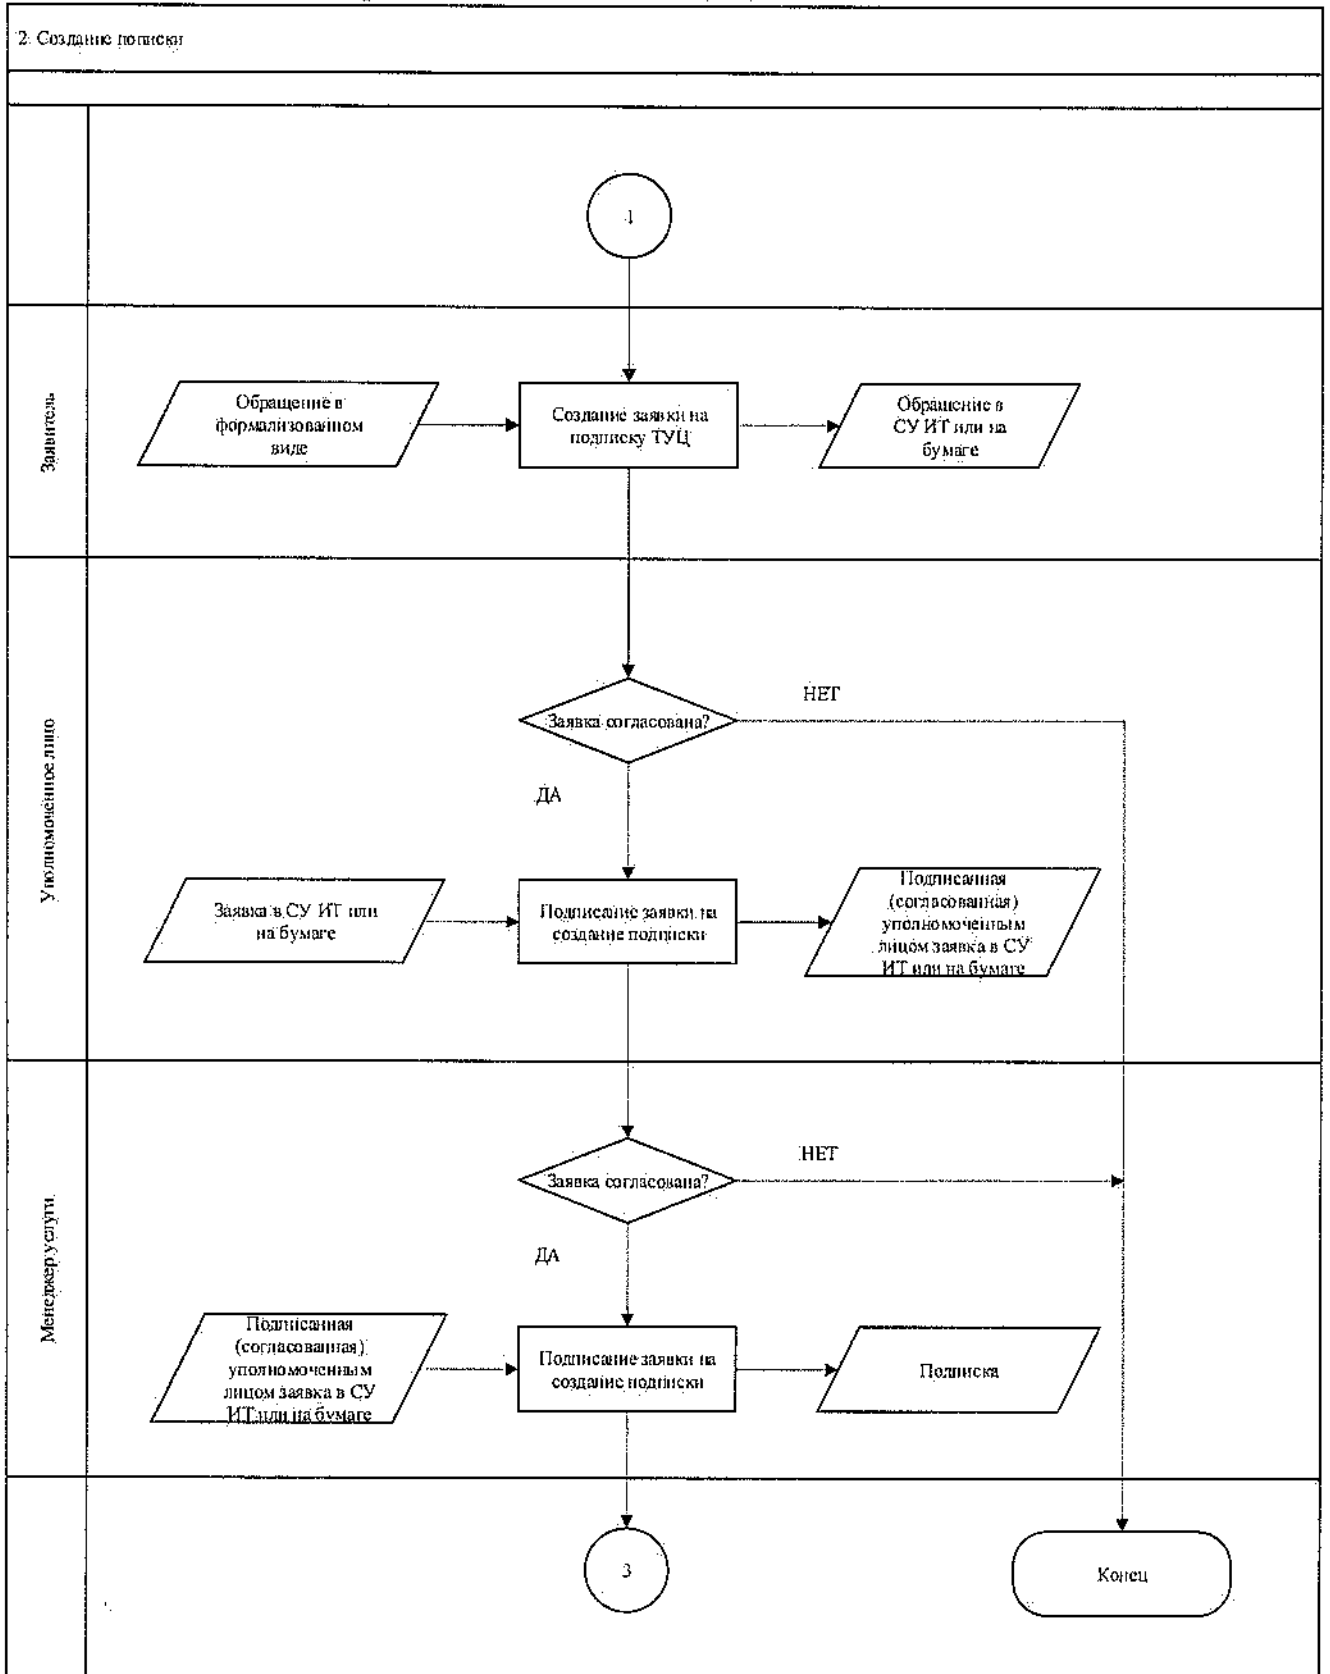 2. Создание пописки
1
Заявитель
Обращение в
формализованном
виде
Создание заявки на
подписку ТУЦ
Обращение в
СУ ИТ или на
бумаге
Уполномоченное лицо
Заявка согласована?
НЕТ
ДА
Заявка в СУ ИТ или
на бумаге
Подписание заявки на
создание подписки
Подписанная
(согласованная)
уполномоченным
лицом заявка в СУ
ИТ или на бумаге
Менеджер услуги
Заявка согласована?
НЕТ
ДА
Подписанная
(согласованная)
уполномоченным
лицом заявка в СУ
ИТ или на бумаге
Подписание заявки на
создание подписки
Подписка
3
Конец